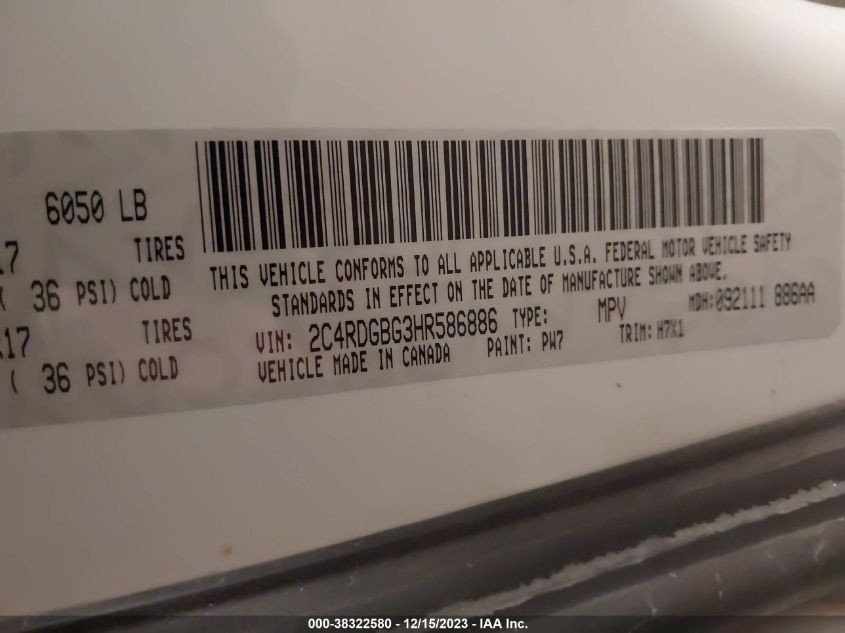 6050 LB
17 TIRES
( 36 PSI) COLD
17 TIRES
( 36 PSI) COLD
THIS VEHICLE CONFORMS TO ALL APPLICABLE U.S.A. FEDERAL MOTOR VEHICLE SAFETY
STANDARDS IN EFFECT ON THE DATE OF MANUFACTURE SHOWN ABOVE.
VIN: 2C4RDGBG3HR586886 TYPE: MPV MDH:092111 886AA
VEHICLE MADE IN CANADA PAINT: PW7 TRIM: H7X1
000-38322580 - 12/15/2023 - IAA Inc.